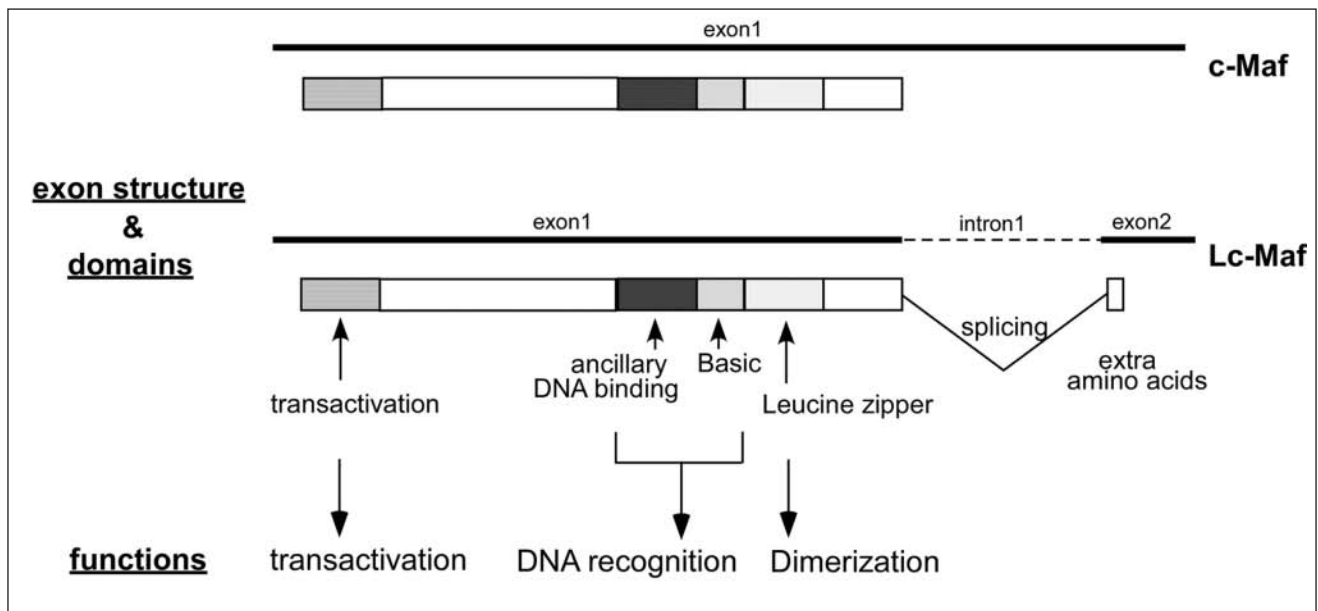 exon1
c-Maf
exon structure
&
domains
exon1
intron1
exon2
Lc-Maf
splicing
ancillary
DNA binding
Basic
extra
amino acids
transactivation
Leucine zipper
functions
transactivation
DNA recognition
Dimerization